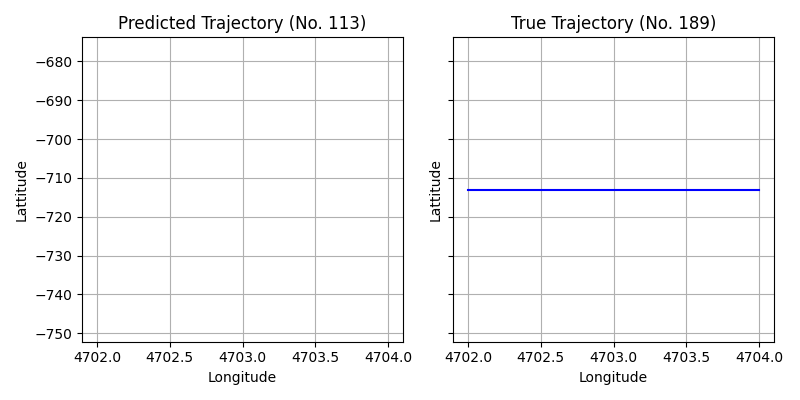 Predicted Trajectory (No. 113)
True Trajectory (No. 189)
−680
−690
−700
−710
−720
−730
−740
−750
Lattitude
Lattitude
4702.0 4702.5 4703.0 4703.5 4704.0
4702.0 4702.5 4703.0 4703.5 4704.0
Longitude
Longitude